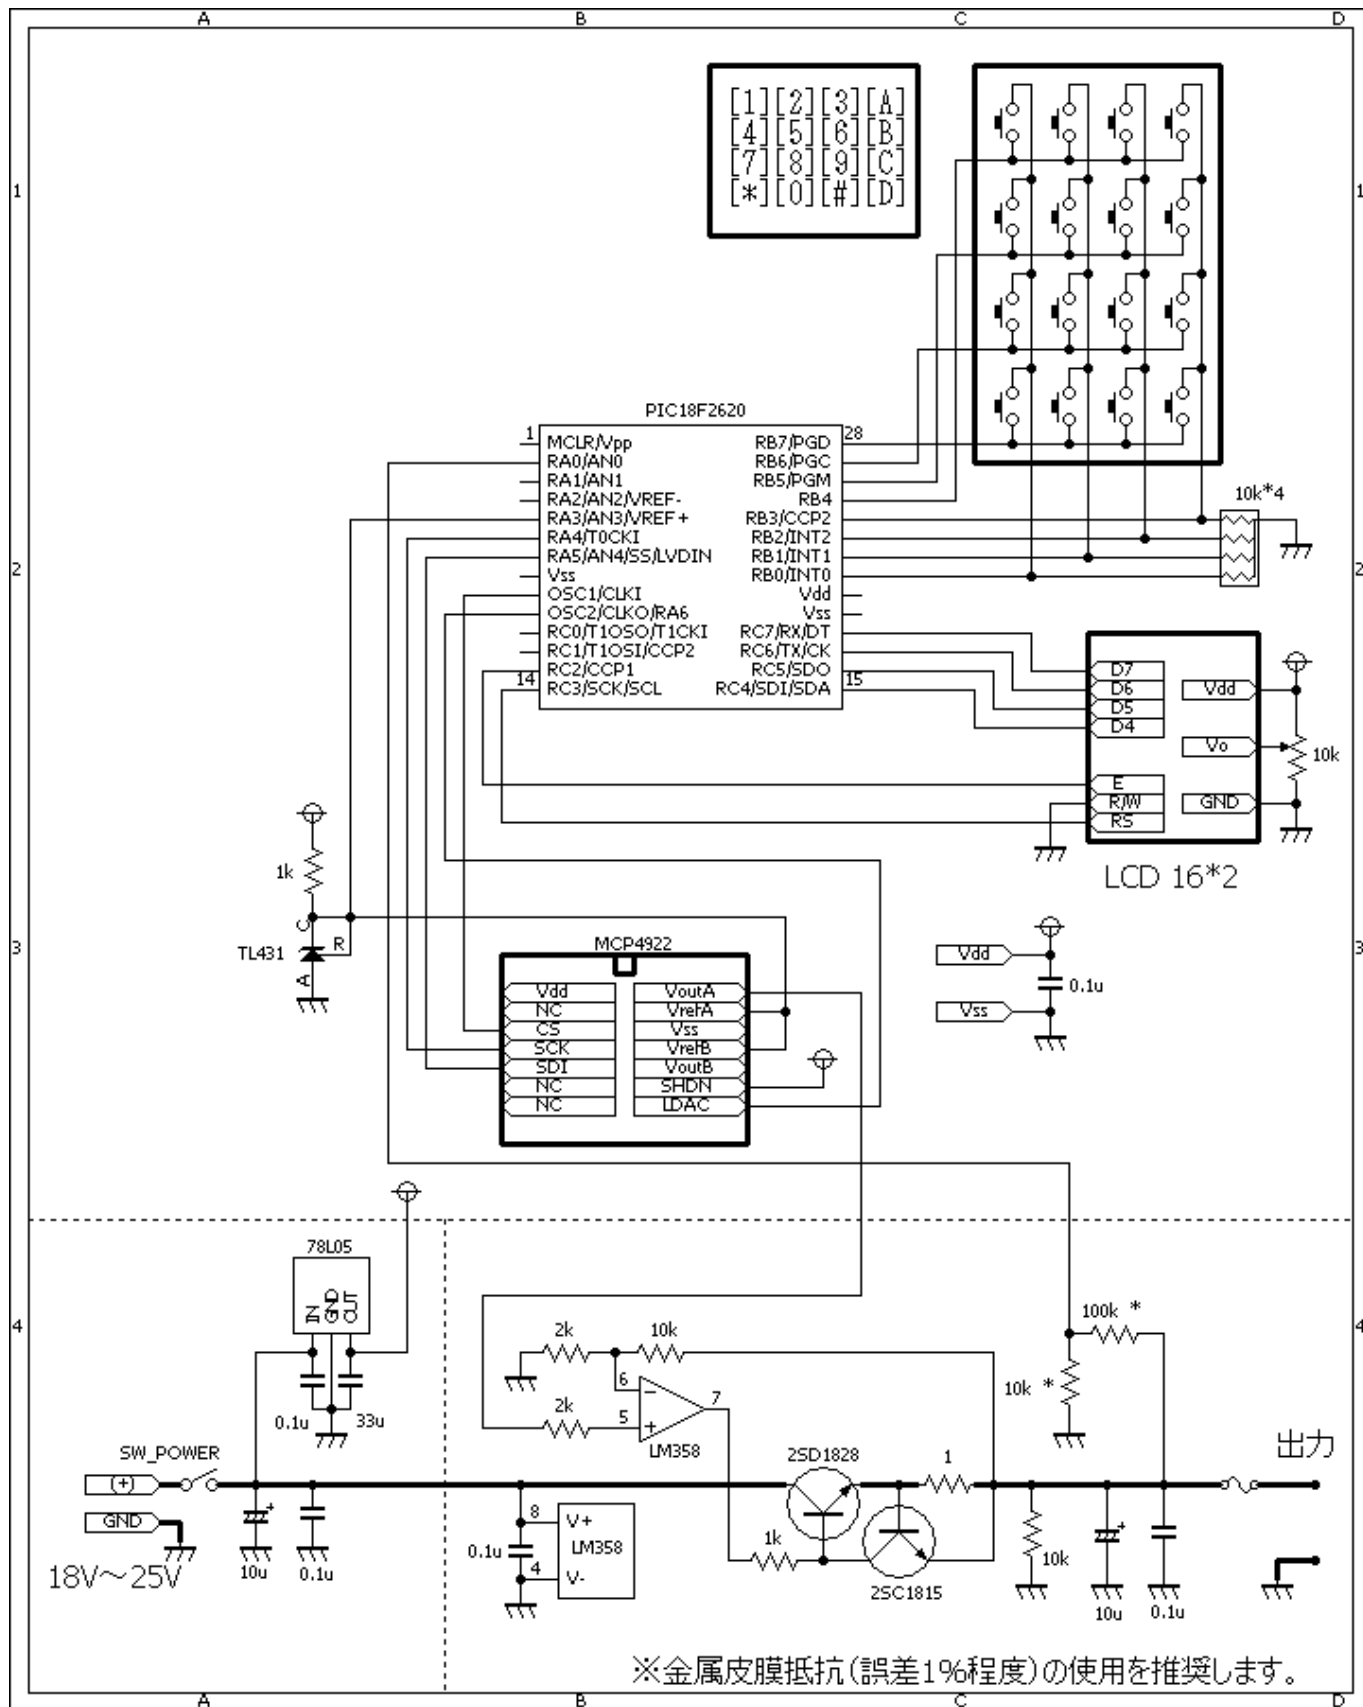 A B C D
[1][2][3][A]
[4][5][6][B]
[7][8][9][C]
[*][0][#][D]
1 1
PIC18F2620
1 MCLR/Vpp RB7/PGD 28
RA0/AN0 RB6/PGC
RA1/AN1 RB5/PGM
RA2/AN2/VREF- RB4
RA3/AN3/VREF+ RB3/CCP2
RA4/T0CKI RB2/INT2
RA5/AN4/SS/LVDIN RB1/INT1
Vss RB0/INT0
OSC1/CLKI Vdd
OSC2/CLKO/RA6 Vss
RC0/T1OSO/T1CKI RC7/RX/DT
RC1/T1OSI/CCP2 RC6/TX/CK
RC2/CCP1 RC5/SDO
14 RC3/SCK/SCL RC4/SDI/SDA 15
10k*4
2 2
D7
D6 Vdd
D5
D4
Vo 10k
E
R/W GND
RS
LCD 16*2
1k
C
TL431 R
A
3 3
MCP4922
Vdd VoutA
NC VrefA
CS Vss
SCK VrefB
SDI VoutB
NC SHDN
NC LDAC
Vdd
0.1u
Vss
78L05
IN GND OUT
0.1u 33u
4 4
100k *
10k *
2k 10k
6 −
7
2k 5 +
LM358
SW_POWER
(+)
GND
18V～25V
10u 0.1u
8 V+
0.1u LM358
4 V-
2SD1828 1
1k
2SC1815
10k
10u 0.1u
出力
※金属皮膜抵抗(誤差1%程度)の使用を推奨します。
A B C D